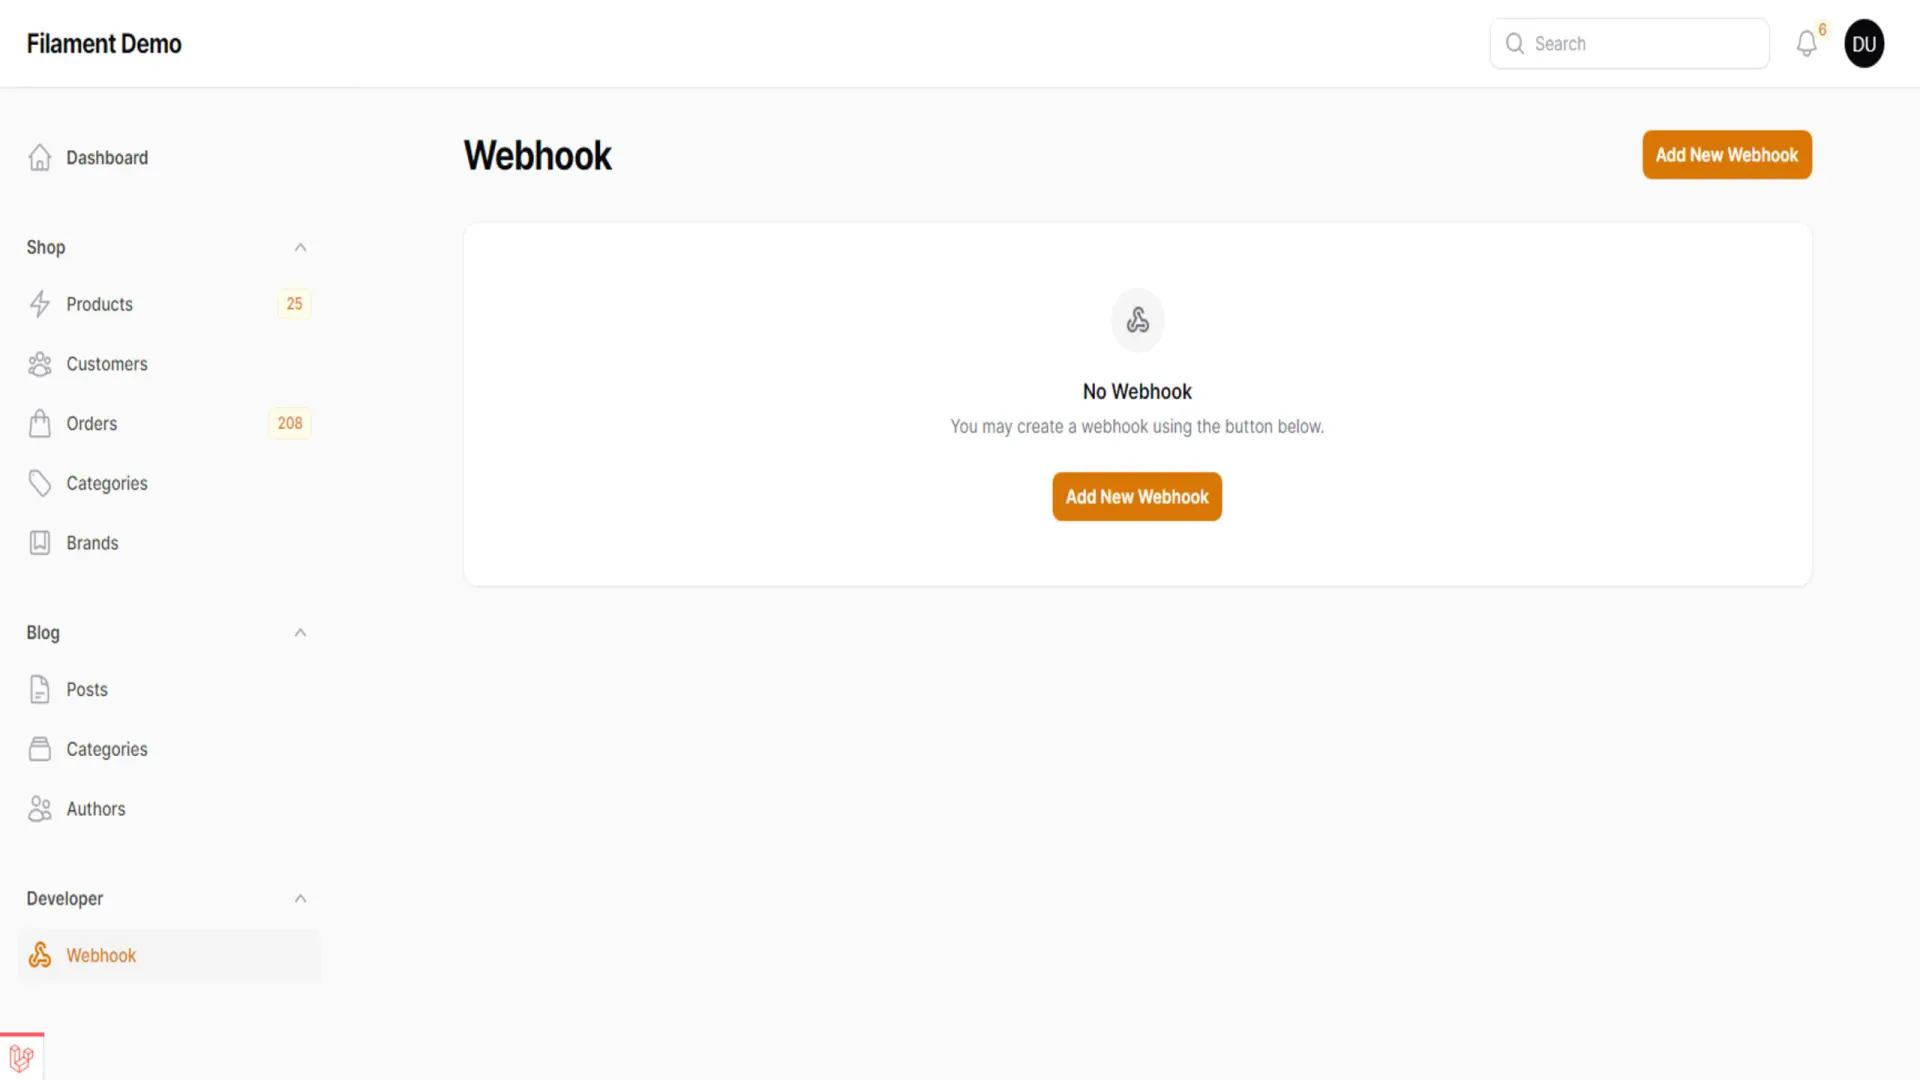 Filament Demo
Search
6
DU
Dashboard
Shop
Products
25
Customers
Orders
208
Categories
Brands
Blog
Posts
Categories
Authors
Developer
Webhook
Webhook
Add New Webhook
No Webhook
You may create a webhook using the button below.
Add New Webhook